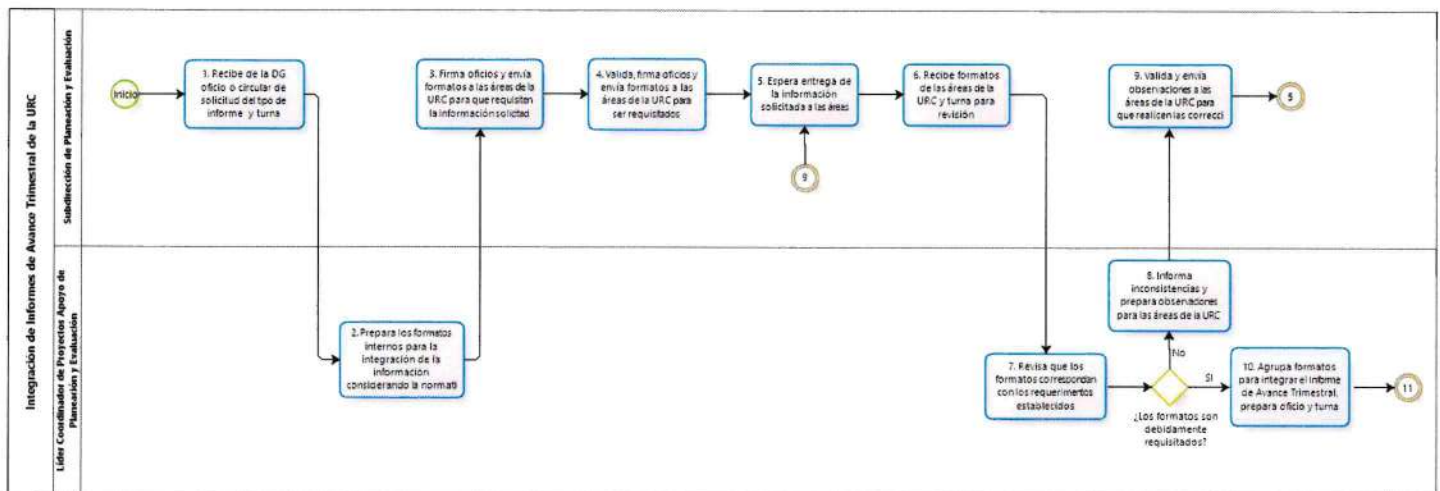 Integración de Informes de Avance Trimestral de la URC
Subdirección de Planeación y Evaluación
Inicio
1. Recibe de la DG
oficio o circular de
solicitud del tipo de
informe y turna
3. Firma oficios y envía
formatos a las áreas de la
URC para que requisiten
la información solicitad
4. Valida, firma oficios y
envía formatos a las
áreas de la URC para
ser requisitados
5. Espera entrega de
la información
solicitada a las áreas
6. Recibe formatos
de las áreas de la
URC y turna para
revisión
9. Valida y envía
observaciones a las
áreas de la URC para
que realicen las correcci
5
9
Líder Coordinador de Proyectos Apoyo de
Planeación y Evaluación
2. Prepara los formatos
internos para la
integración de la
información
considerando la normati
7. Revisa que los
formatos correspondan
con los requerimetos
establecidos
8. Informa
inconsistencias y
prepara observadores
para las áreas de la URC
No
SI
¿Los formatos son
debidamente
requisitados?
10. Agrupa formatos
para integrar el informe
de Avance Trimestral,
prepara oficio y turna
11